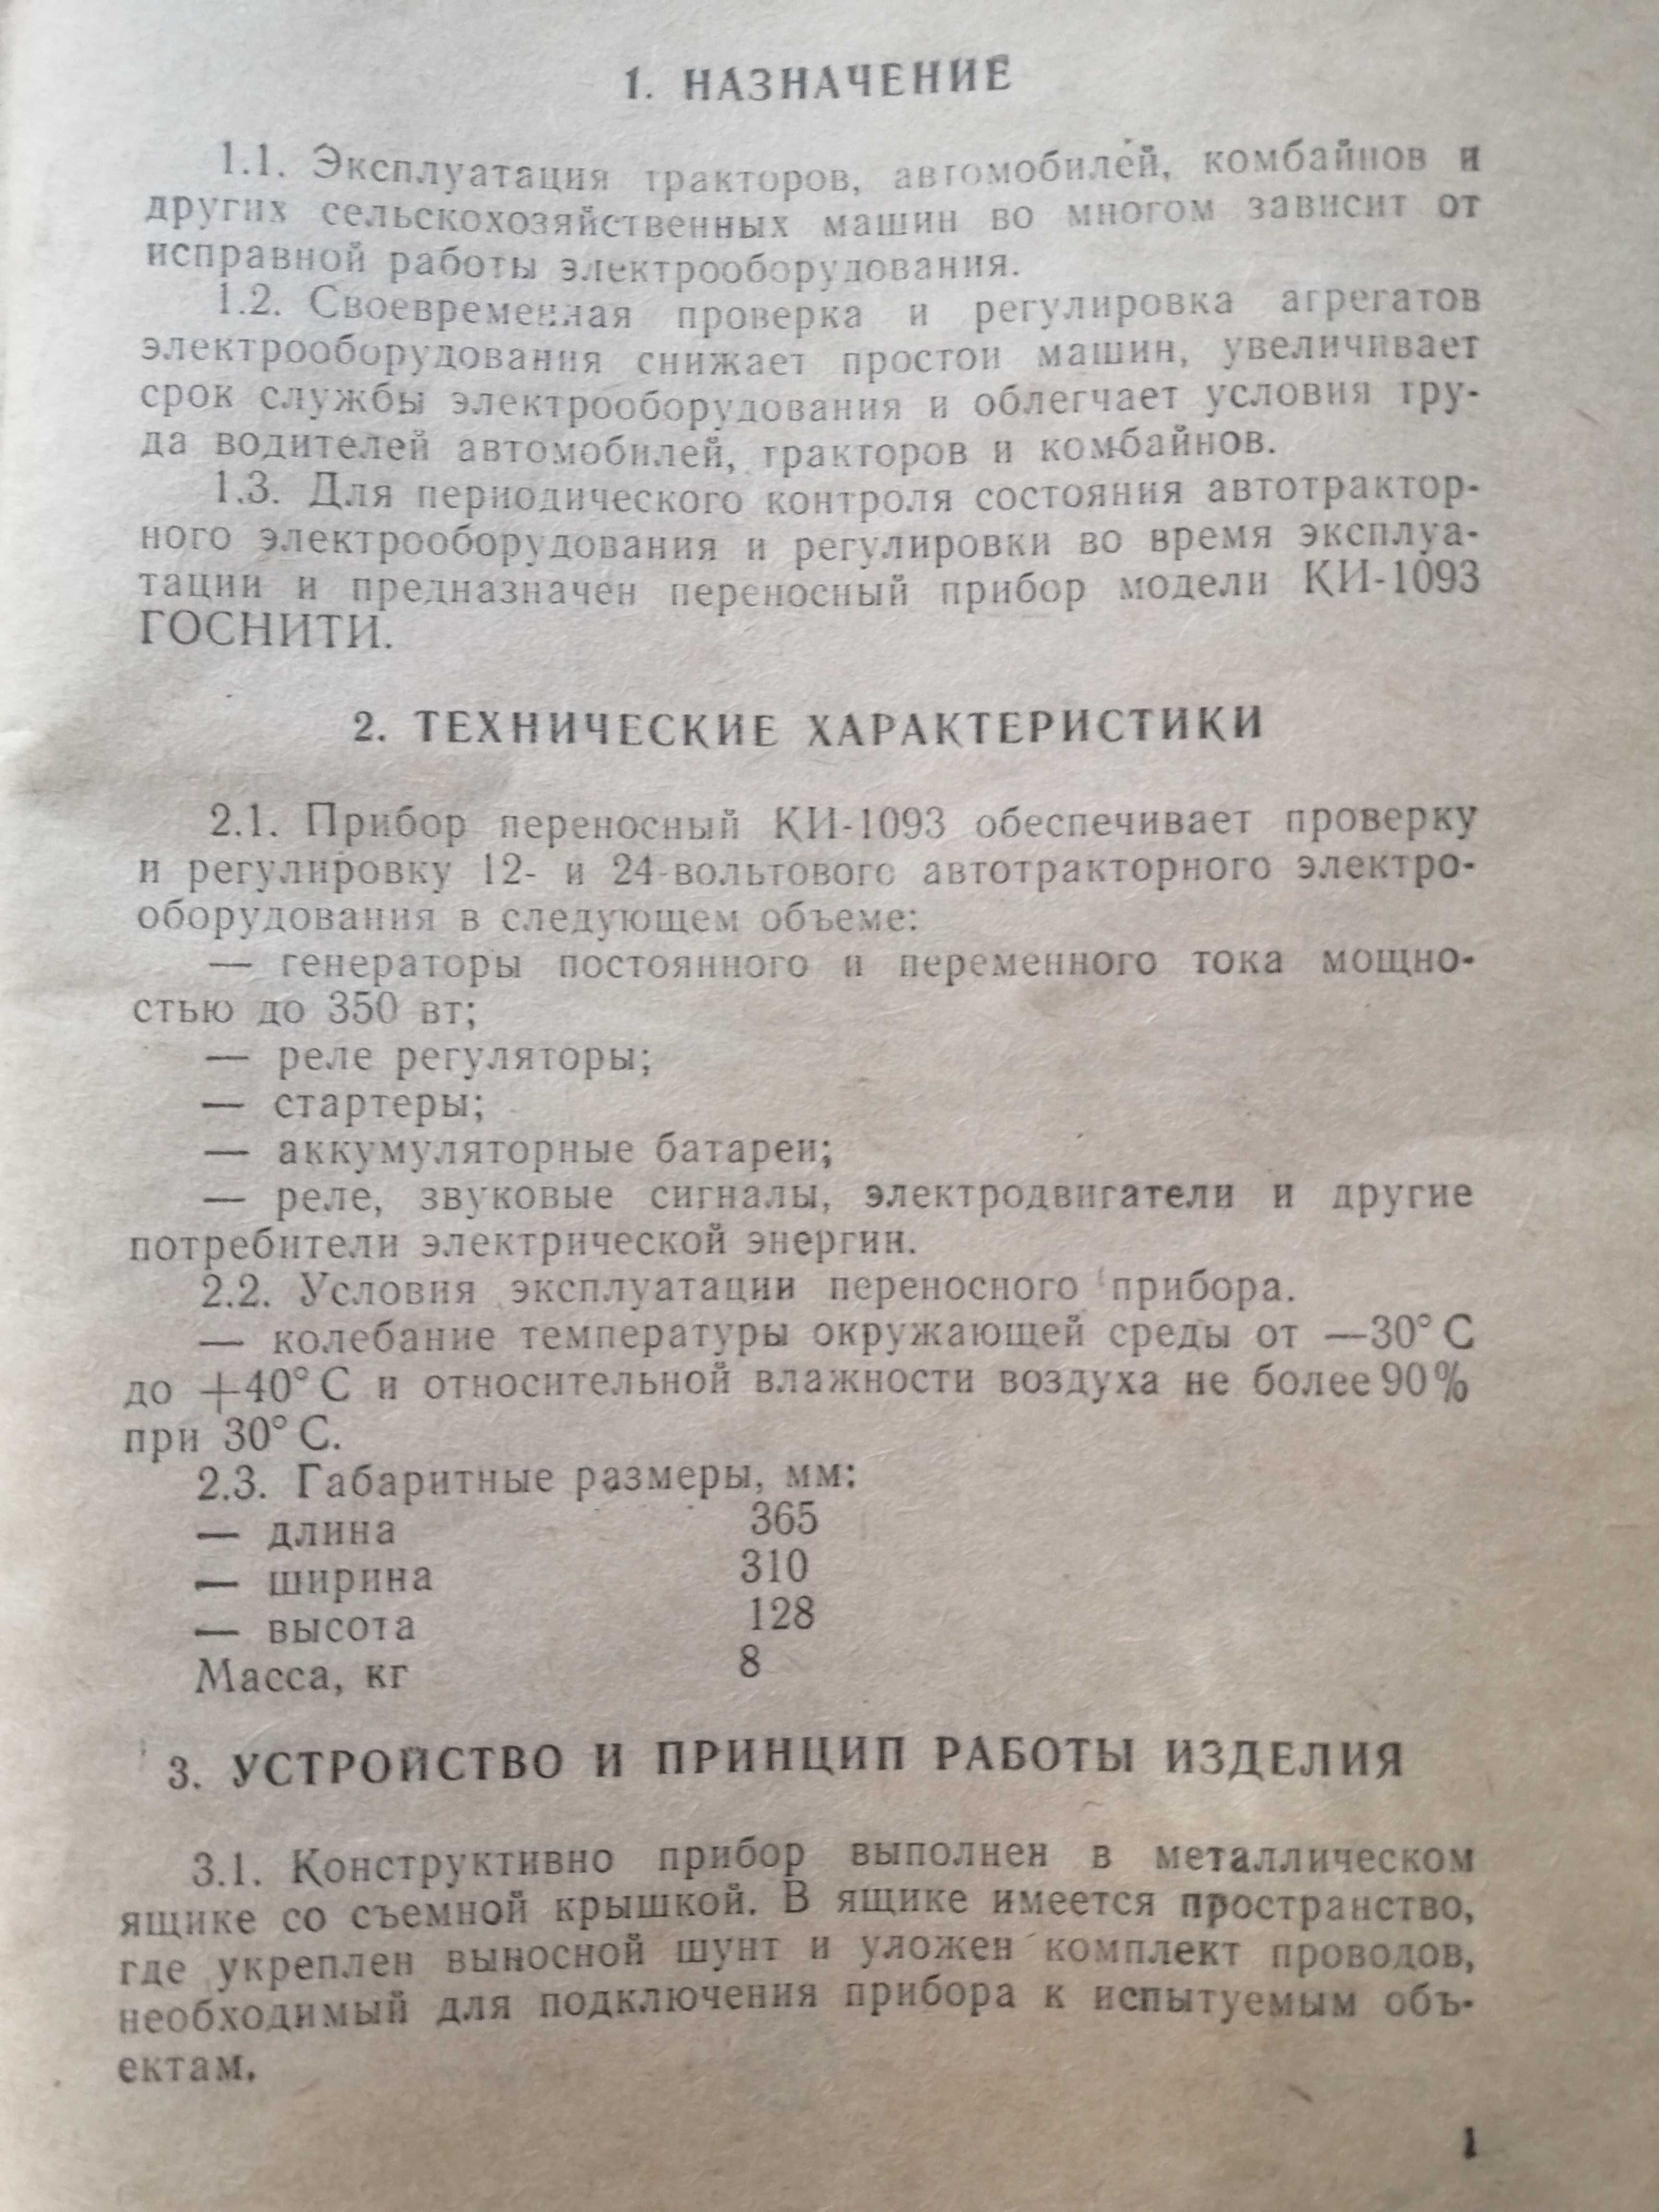 1. НАЗНАЧЕНИЕ
1.1. Эксплуатация тракторов, автомобилей, комбайнов и
других сельскохозяйственных машин во многом зависит от
исправной работы электрооборудования.
1.2. Своевременная проверка и регулировка агрегатов
электрооборудования снижает простои машин, увеличивает
срок службы электрооборудования и облегчает условия тру-
да водителей автомобилей, тракторов и комбайнов.
1.3. Для периодического контроля состояния автотрактор-
ного электрооборудования и регулировки во время эксплуа-
тации и предназначен переносный прибор модели КИ-1093
ГОСНИТИ.
2. ТЕХНИЧЕСКИЕ ХАРАКТЕРИСТИКИ
2.1. Прибор переносный КИ-1093 обеспечивает проверку
и регулировку 12- и 24-вольтового автотракторного электро-
оборудования в следующем объеме:
— генераторы постоянного и переменного тока мощно-
стью до 350 вт;
— реле регуляторы;
— стартеры;
— аккумуляторные батареи;
— реле, звуковые сигналы, электродвигатели и другие
потребители электрической энергии.
2.2. Условия эксплуатации переносного прибора.
— колебание температуры окружающей среды от —30° С
до +40° С и относительной влажности воздуха не более 90%
при 30° С.
2.3. Габаритные размеры, мм:
— длина 365
— ширина 310
— высота 128
Масса, кг 8
3. УСТРОЙСТВО И ПРИНЦИП РАБОТЫ ИЗДЕЛИЯ
3.1. Конструктивно прибор выполнен в металлическом
ящике со съемной крышкой. В ящике имеется пространство,
где укреплен выносной шунт и уложен комплект проводов,
необходимый для подключения прибора к испытуемым объ-
ектам.
1